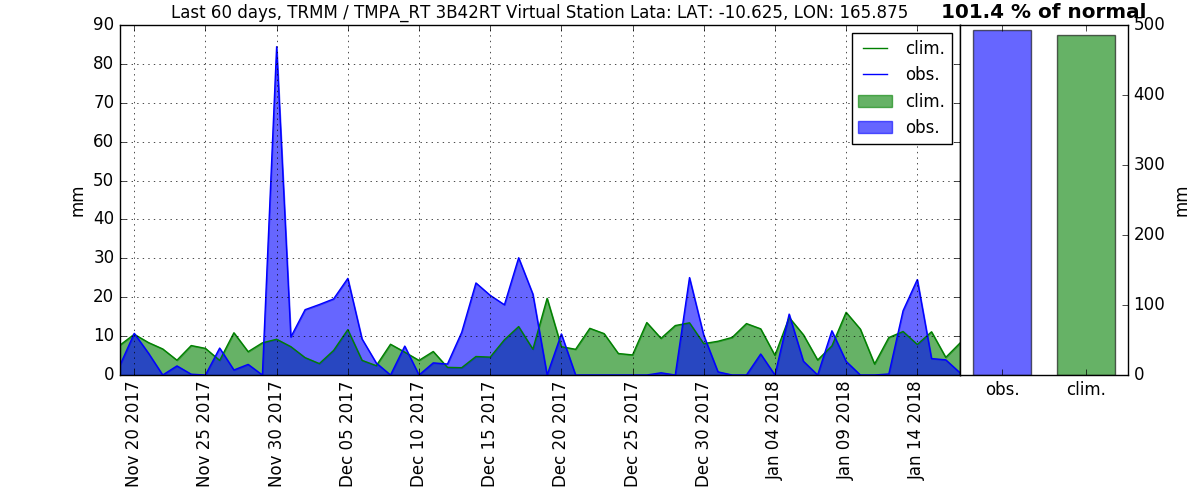 Last 60 days, TRMM / TMPA_RT 3B42RT Virtual Station Lata: LAT: -10.625, LON: 165.875
101.4 % of normal
90
80
70
60
50
40
30
20
10
0
mm
clim.
obs.
clim.
obs.
Nov 20 2017
Nov 25 2017
Nov 30 2017
Dec 05 2017
Dec 10 2017
Dec 15 2017
Dec 20 2017
Dec 25 2017
Dec 30 2017
Jan 04 2018
Jan 09 2018
Jan 14 2018
500
400
300
200
100
0
mm
obs.
clim.